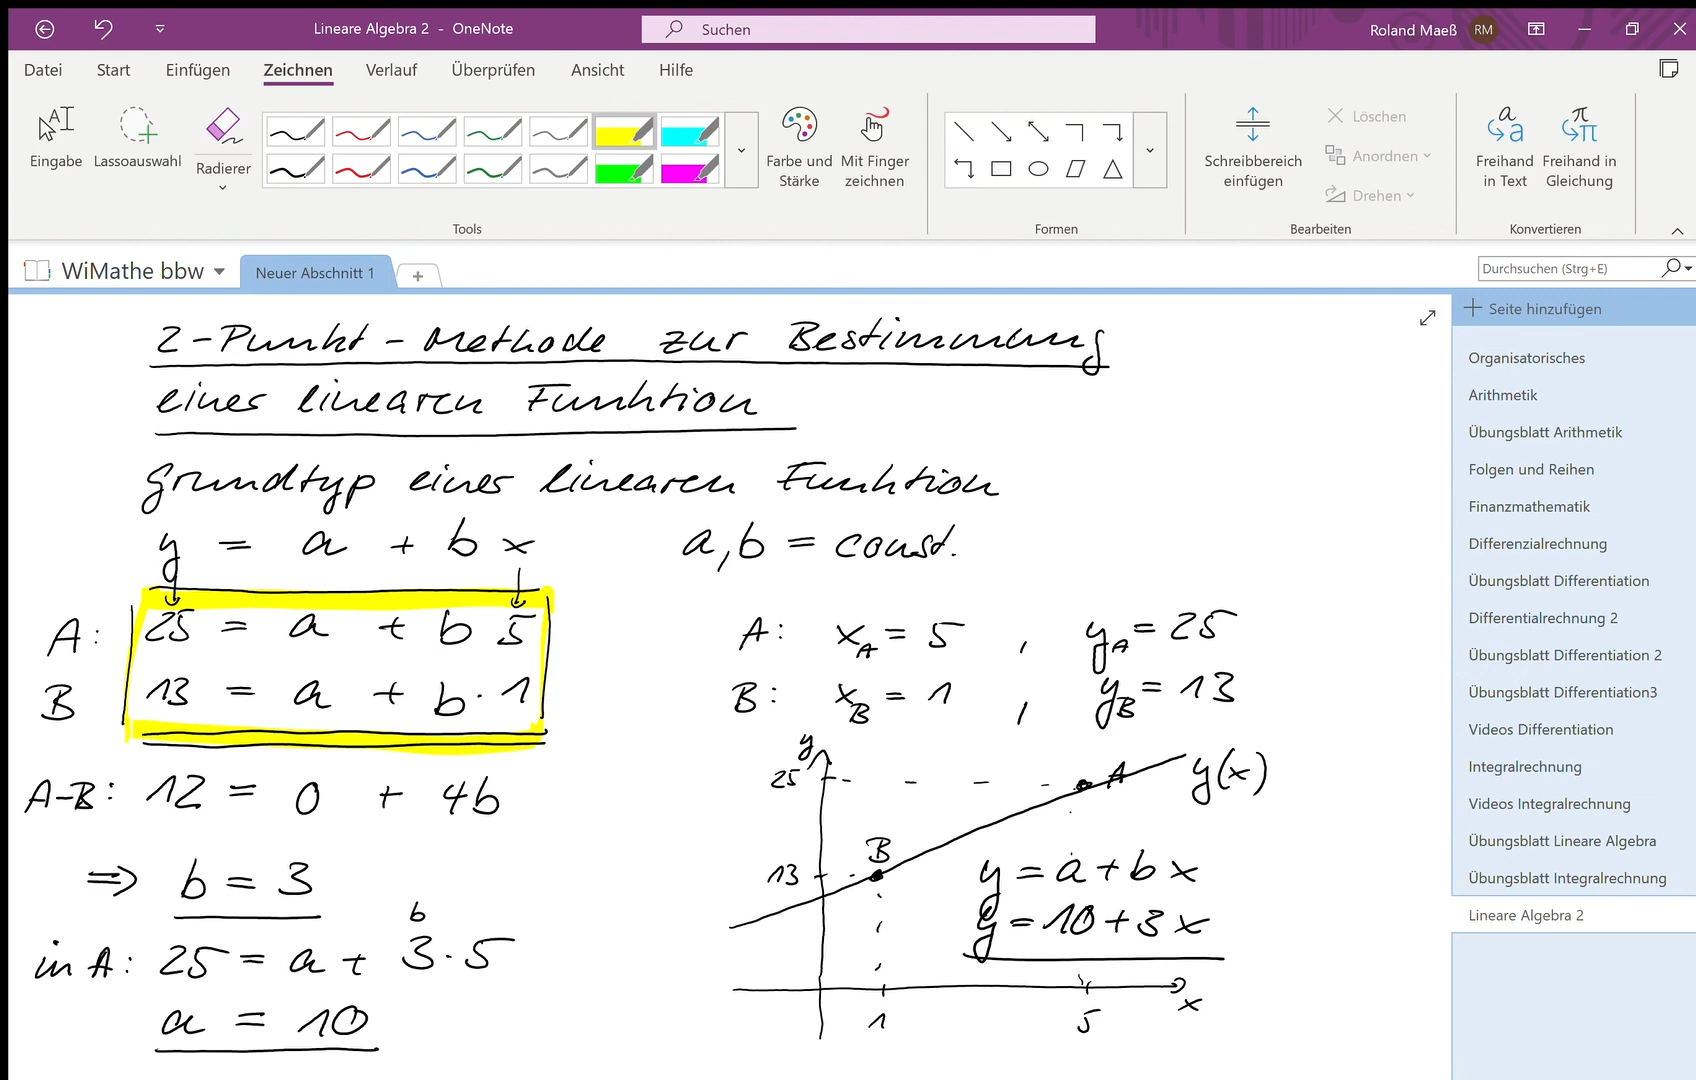 Lineare Algebra 2 - OneNote
Suchen
Roland Maeß RM
Datei Start Einfügen Zeichnen Verlauf Überprüfen Ansicht Hilfe
Eingabe
Lassoauswahl
Radierer
Farbe und Stärke
Mit Finger zeichnen
Schreibbereich einfügen
Löschen
Anordnen
Drehen
Freihand in Text
Freihand in Gleichung
Tools Formen Bearbeiten Konvertieren
WiMathe bbw
Neuer Abschnitt 1
+
Durchsuchen (Strg+E)
2-Punkt-Methode zur Bestimmung
einer linearen Funktion
Grundtyp einer linearen Funktion
y = a + b x a, b = const.
A: 25 = a + b 5 A: x_A = 5 , y_A = 25
B 13 = a + b · 1 B: x_B = 1 , y_B = 13
A-B: 12 = 0 + 4b
⇒ b = 3
b
in A: 25 = a + 3 · 5
a = 10
y
25 A y(x)
B
13
y = a + b x
y = 10 + 3 x
x
1 5
Seite hinzufügen
Organisatorisches
Arithmetik
Übungsblatt Arithmetik
Folgen und Reihen
Finanzmathematik
Differenzialrechnung
Übungsblatt Differentiation
Differentialrechnung 2
Übungsblatt Differentiation 2
Übungsblatt Differentiation3
Videos Differentiation
Integralrechnung
Videos Integralrechnung
Übungsblatt Lineare Algebra
Übungsblatt Integralrechnung
Lineare Algebra 2